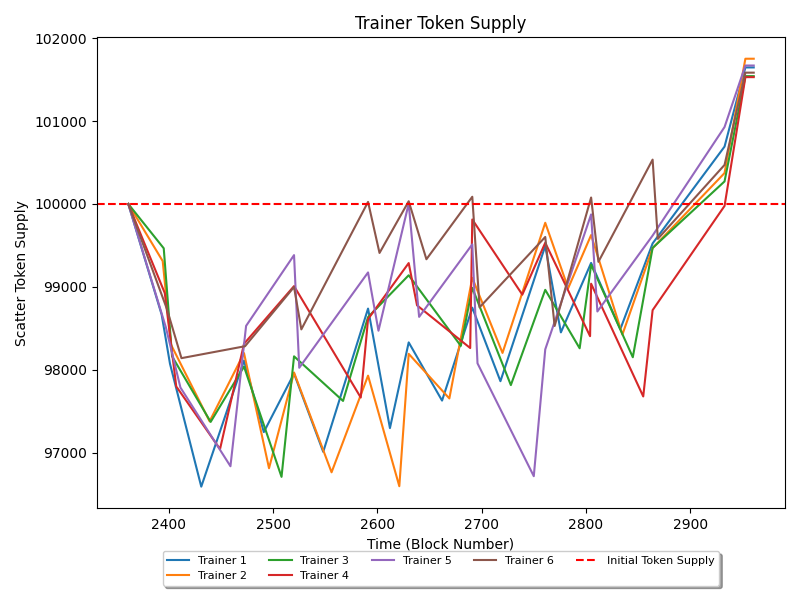 Trainer Token Supply
Scatter Token Supply
102000
101000
100000
99000
98000
97000
2400 2500 2600 2700 2800 2900
Time (Block Number)
Trainer 1 Trainer 3 Trainer 5 Trainer 6 Initial Token Supply
Trainer 2 Trainer 4